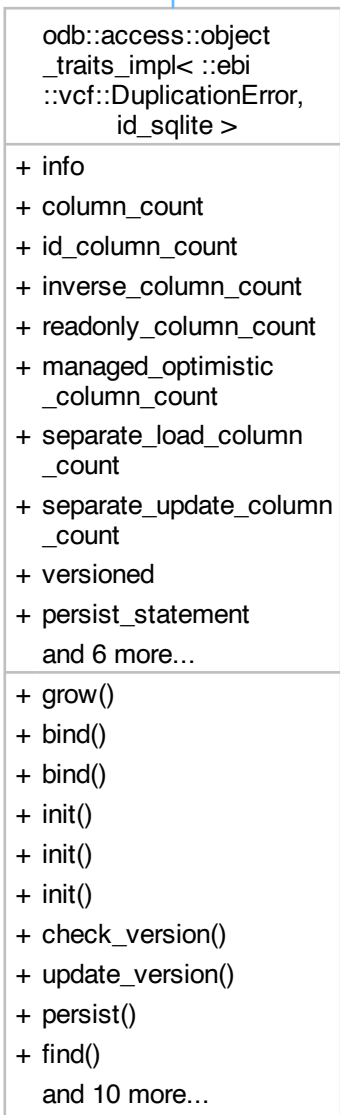 odb::access::object
_traits_impl< ::ebi
::vcf::DuplicationError,
id_sqlite >
+ info
+ column_count
+ id_column_count
+ inverse_column_count
+ readonly_column_count
+ managed_optimistic
_column_count
+ separate_load_column
_count
+ separate_update_column
_count
+ versioned
+ persist_statement
and 6 more...
+ grow()
+ bind()
+ bind()
+ init()
+ init()
+ init()
+ check_version()
+ update_version()
+ persist()
+ find()
and 10 more...